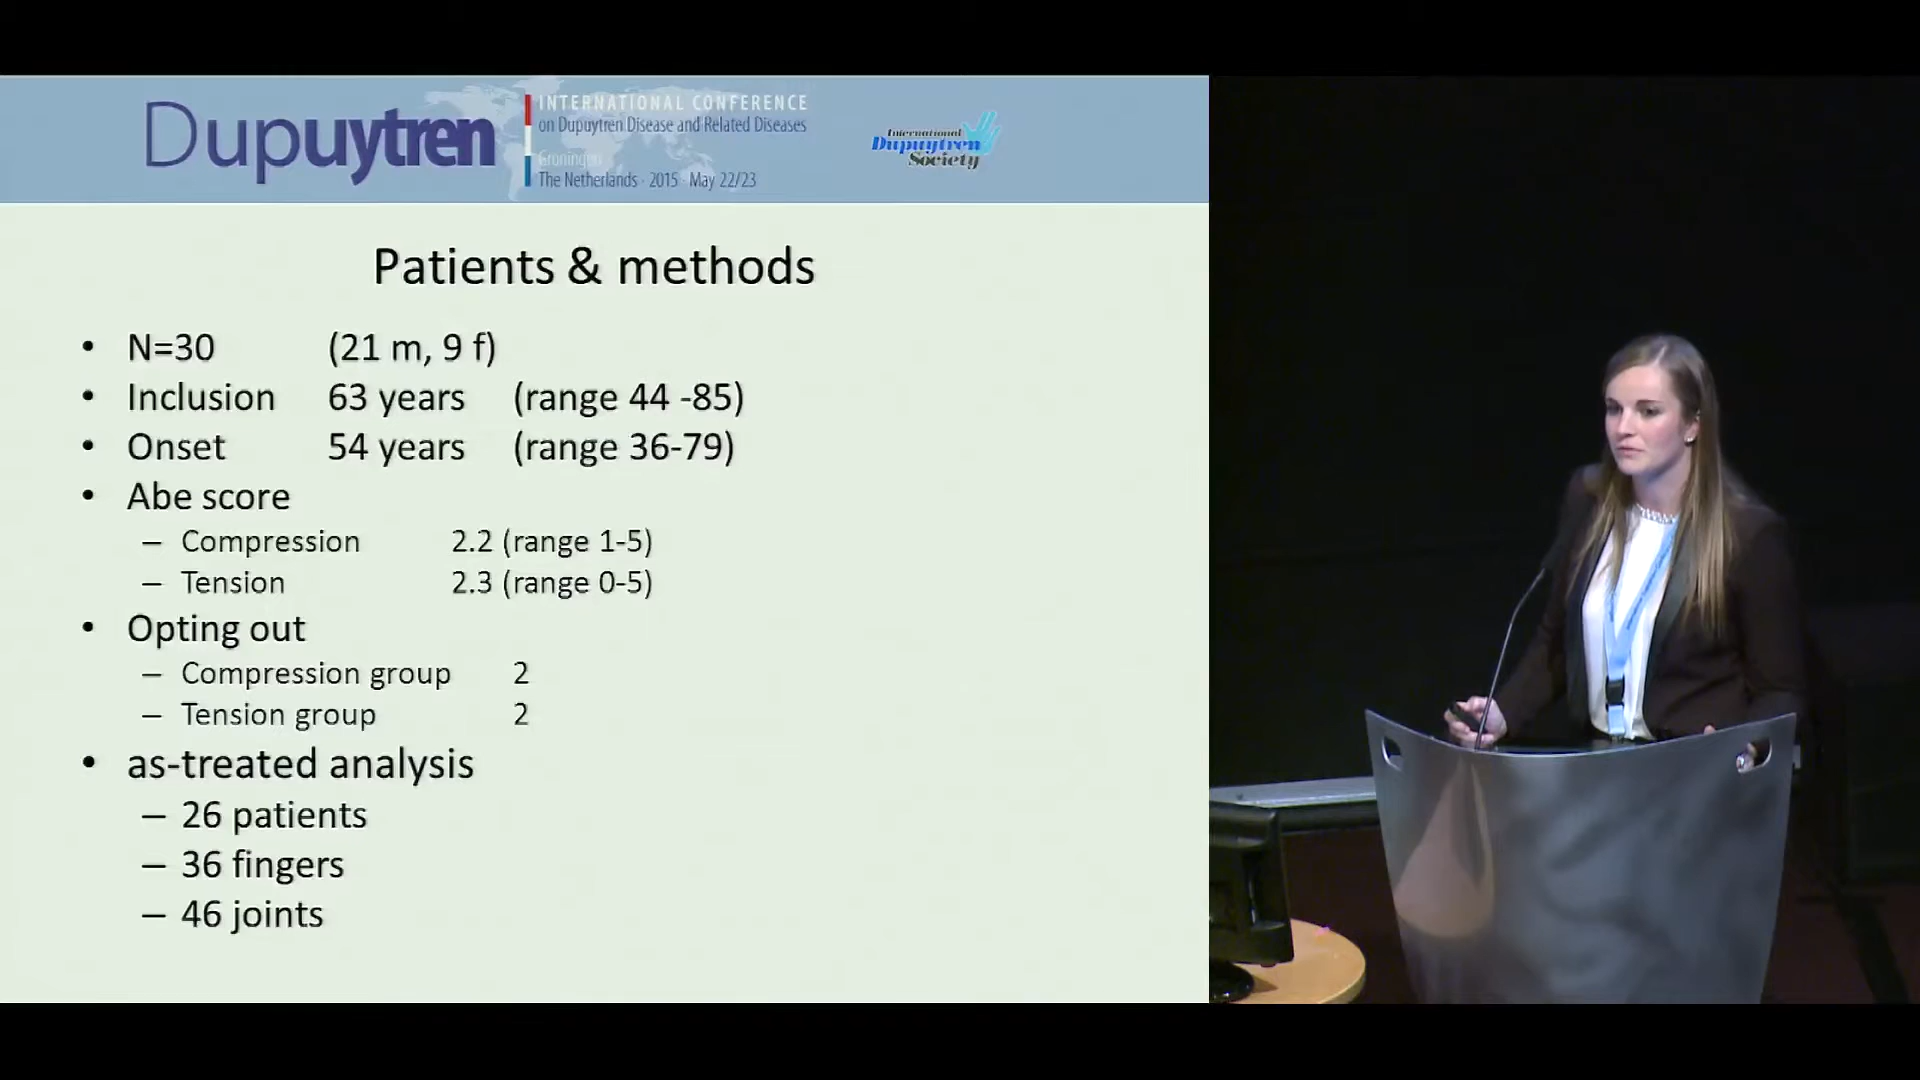 Dupuytren
INTERNATIONAL CONFERENCE
on Dupuytren Disease and Related Diseases
Groningen
The Netherlands · 2015 · May 22/23
International
Dupuytren
Society
Patients & methods
• N=30 (21 m, 9 f)
• Inclusion 63 years (range 44 -85)
• Onset 54 years (range 36-79)
• Abe score
– Compression 2.2 (range 1-5)
– Tension 2.3 (range 0-5)
• Opting out
– Compression group 2
– Tension group 2
• as-treated analysis
– 26 patients
– 36 fingers
– 46 joints